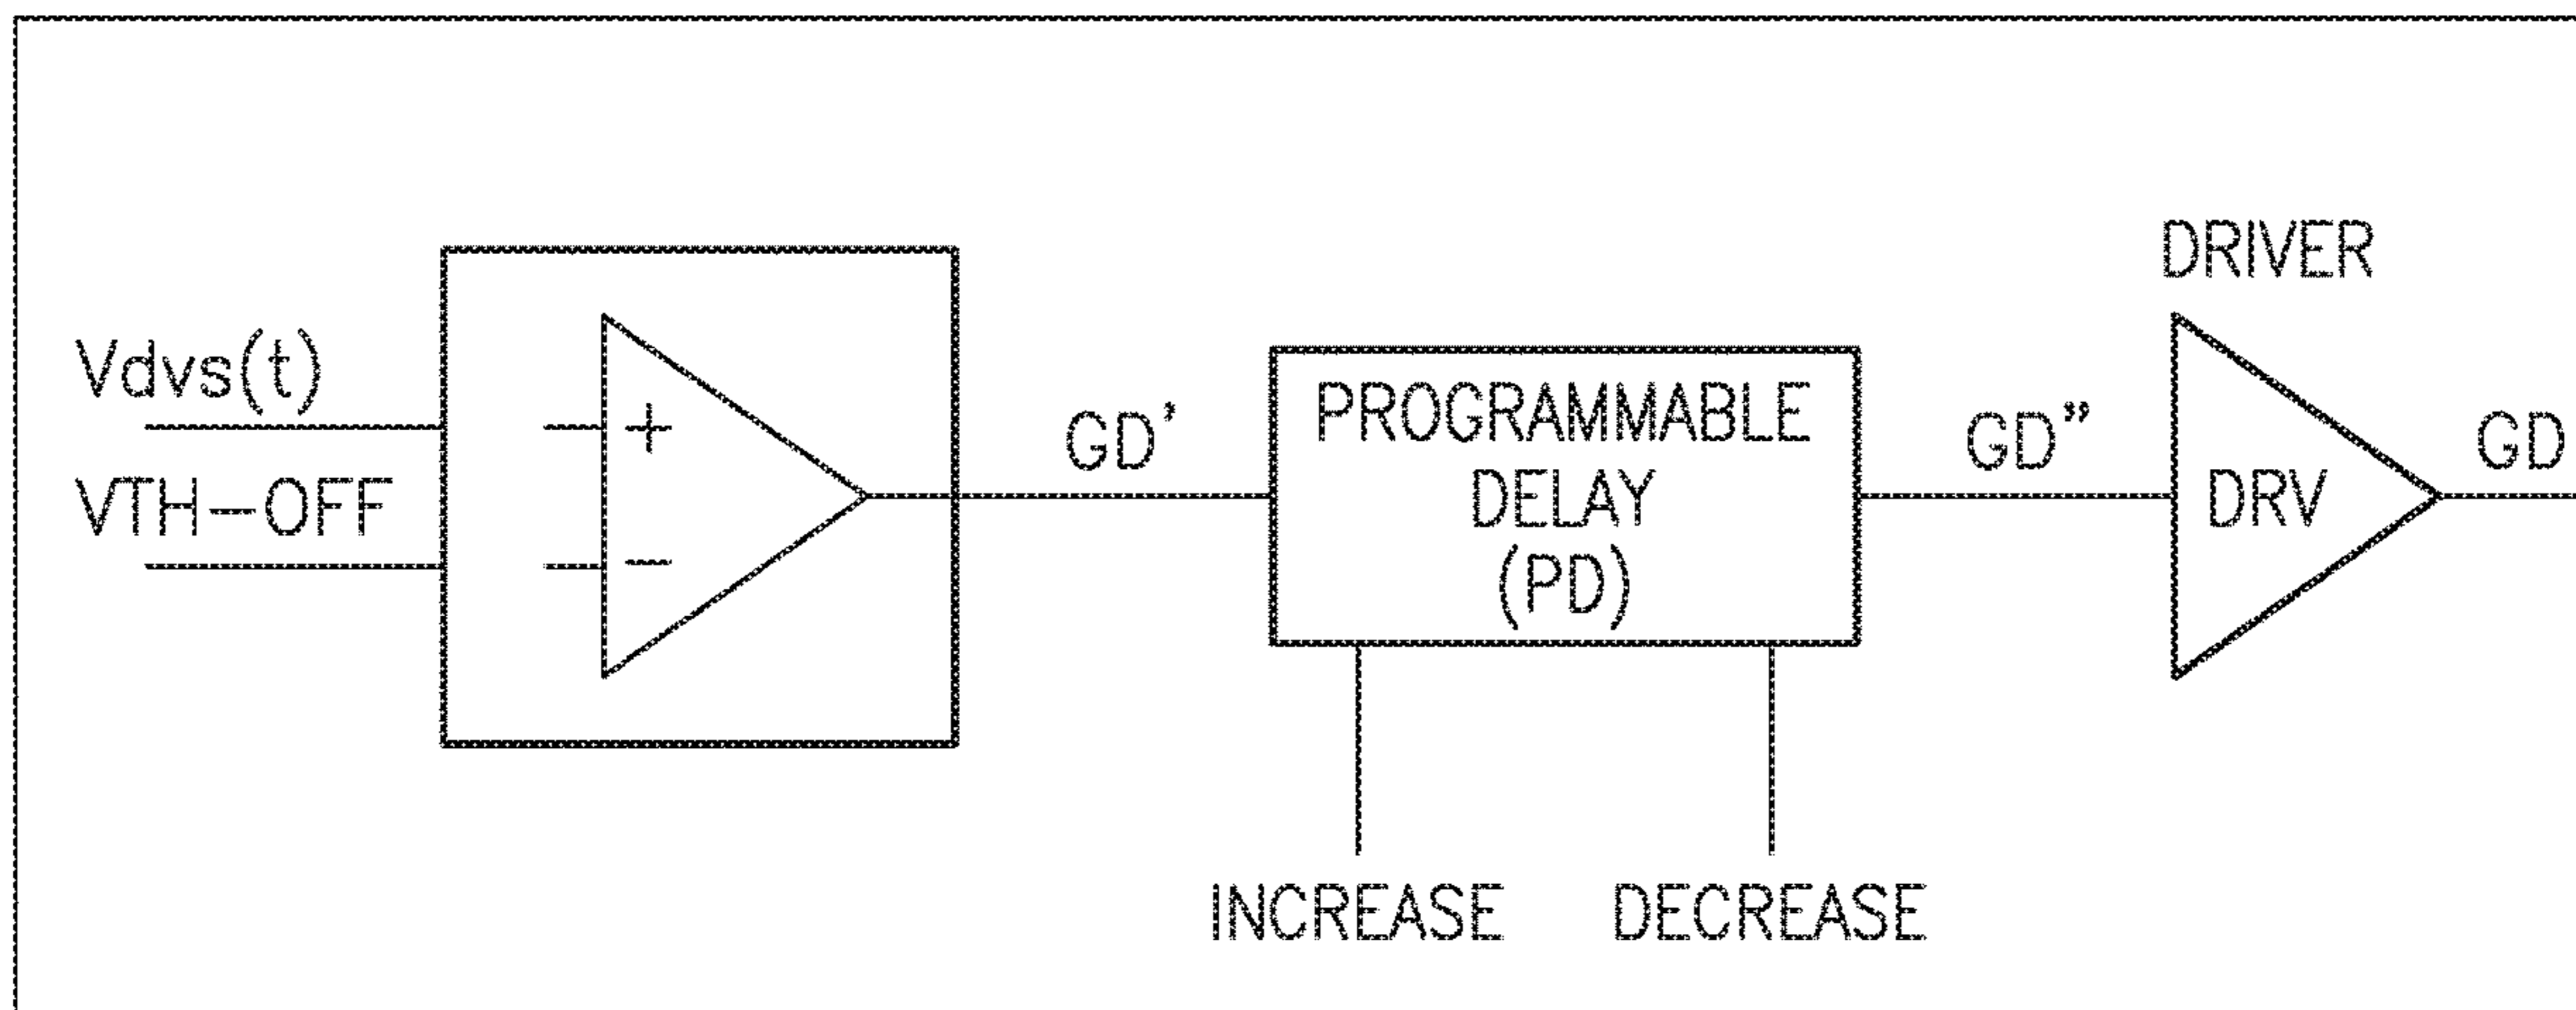 DRIVER
Vdvs(t)
VTH-OFF
+
-
GD'
PROGRAMMABLE
DELAY
(PD)
GD"
DRV
GD
INCREASE
DECREASE